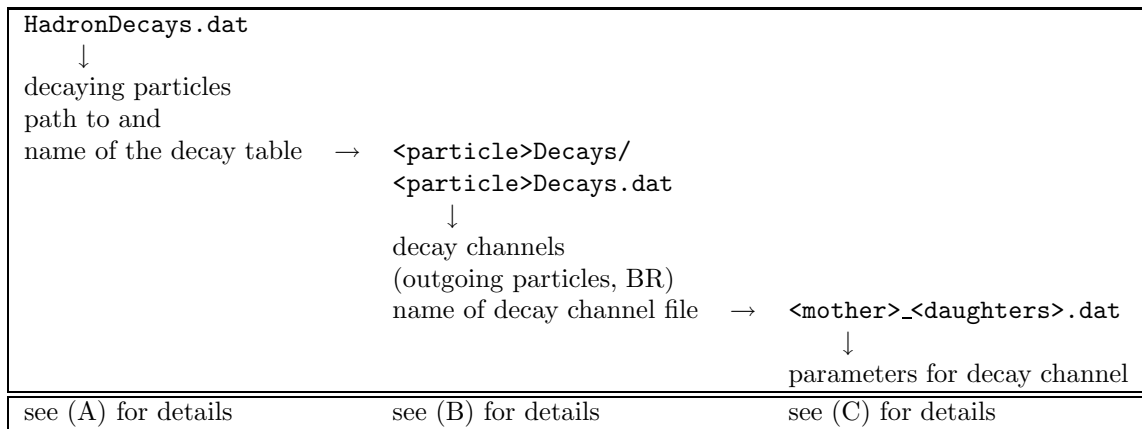 HadronDecays.dat
↓
decaying particles
path to and
name of the decay table → <particle>Decays/
<particle>Decays.dat
↓
decay channels
(outgoing particles, BR)
name of decay channel file → <mother>_<daughters>.dat
↓
parameters for decay channel
see (A) for details see (B) for details see (C) for details